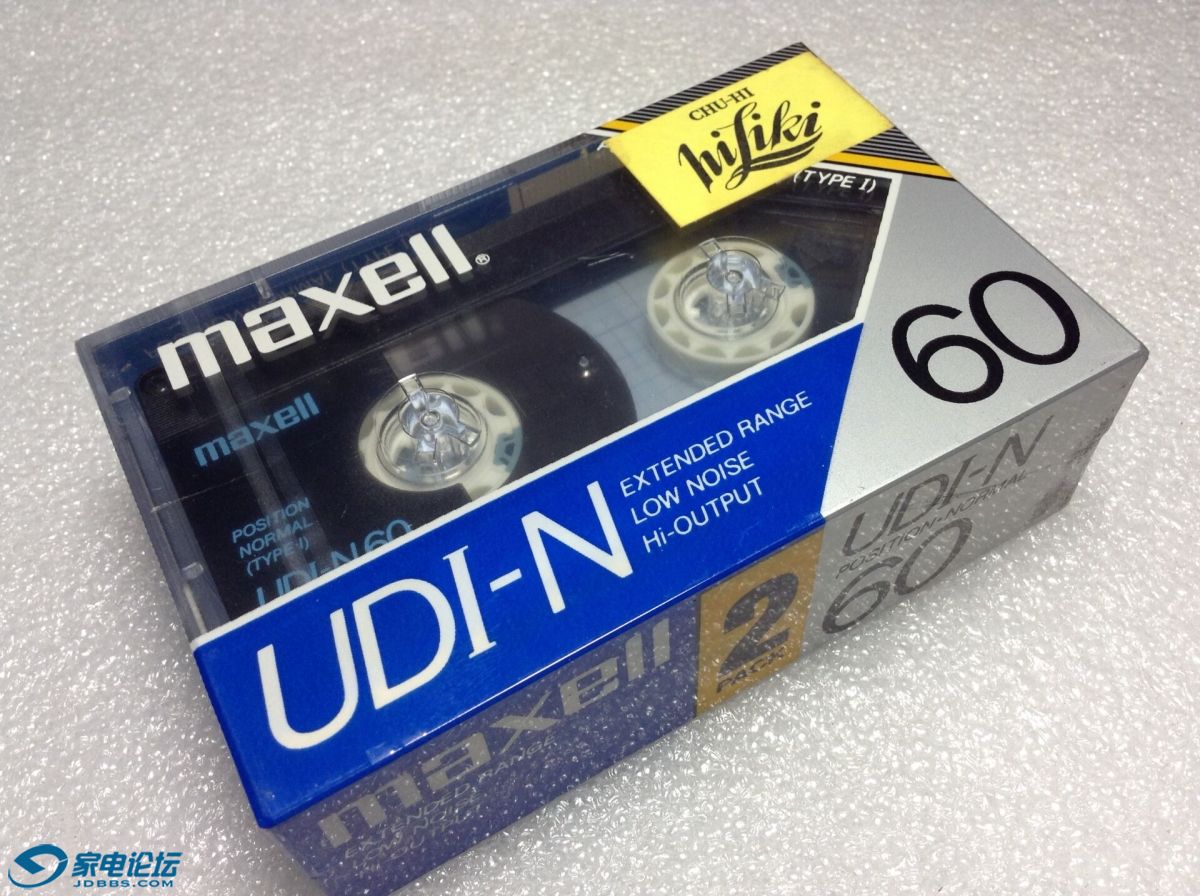 CHU-HI
hiLiki
(TYPE I)
maxell®
60
maxell
POSITION
NORMAL
(TYPE I)
UDI-N60
EXTENDED RANGE
LOW NOISE
Hi-OUTPUT
UDI-N
UDI-N
POSITION·NORMAL
60
2
PACK
maxell
EXTENDED RANGE
家电论坛
JDBBS.COM